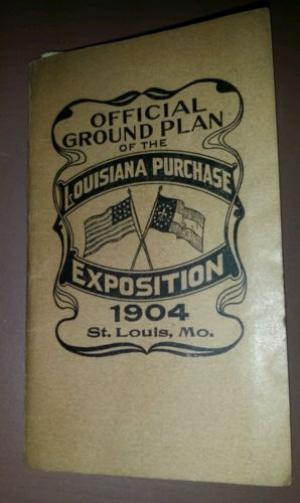 OFFICIAL
GROUND PLAN
OF THE
LOUISIANA PURCHASE
EXPOSITION
1904
St. Louis, Mo.